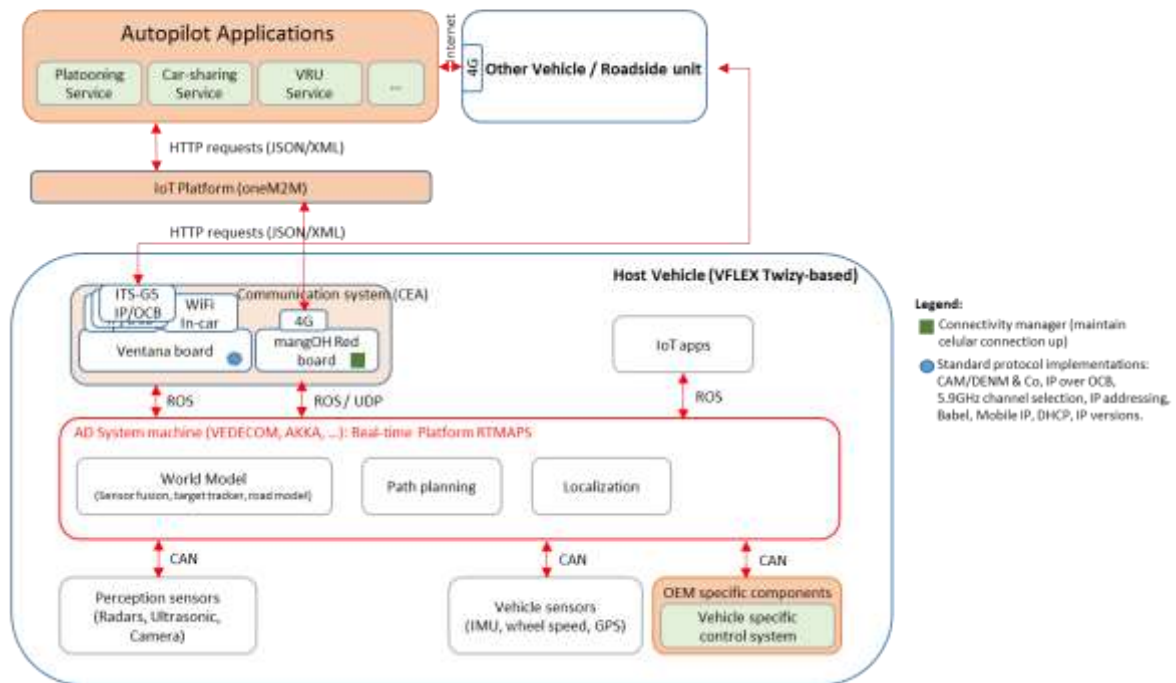 Autopilot Applications
Platooning
Service
Car-sharing
Service
VRU
Service
...
Internet
4G
Other Vehicle / Roadside unit
HTTP requests (JSON/XML)
IoT Platform (oneM2M)
HTTP requests (JSON/XML)
Host Vehicle (VFLEX Twizy-based)
ITS-G5
IP/OCB
WiFi
In-car
Communication system (CEA)
4G
Ventana board
mangOH Red
board
IoT apps
ROS
ROS / UDP
ROS
AD System machine (VEDECOM, AKKA, ...): Real-time Platform RTMAPS
World Model
(Sensor fusion, target tracker, road model)
Path planning
Localization
CAN
CAN
CAN
Perception sensors
(Radars, Ultrasonic,
Camera)
Vehicle sensors
(IMU, wheel speed, GPS)
OEM specific components
Vehicle specific
control system
Legend:
Connectivity manager (maintain
celular connection up)
Standard protocol implementations:
CAM/DENM & Co, IP over OCB,
5.9GHz channel selection, IP addressing,
Babel, Mobile IP, DHCP, IP versions.